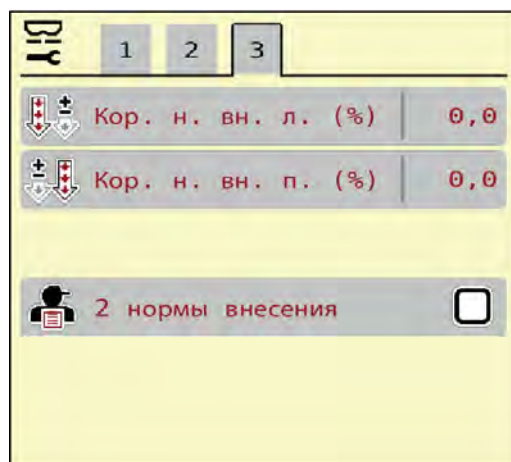 1 2 3
Кор. н. вн. л. (%) 0,0
Кор. н. вн. п. (%) 0,0
2 нормы внесения